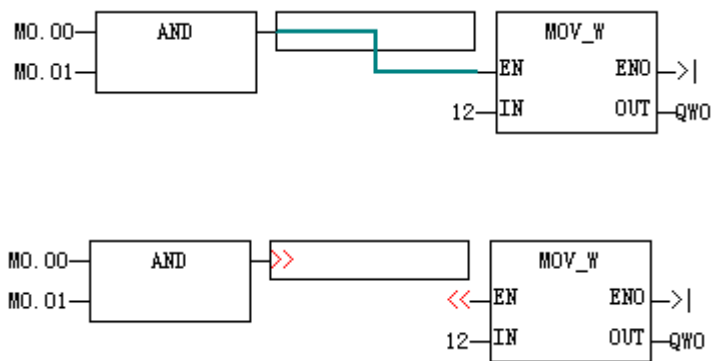 M0.00 AND MOV_W
M0.01 EN ENO >|
12 IN OUT QW0
M0.00 AND >> MOV_W
M0.01 << EN ENO >|
12 IN OUT QW0